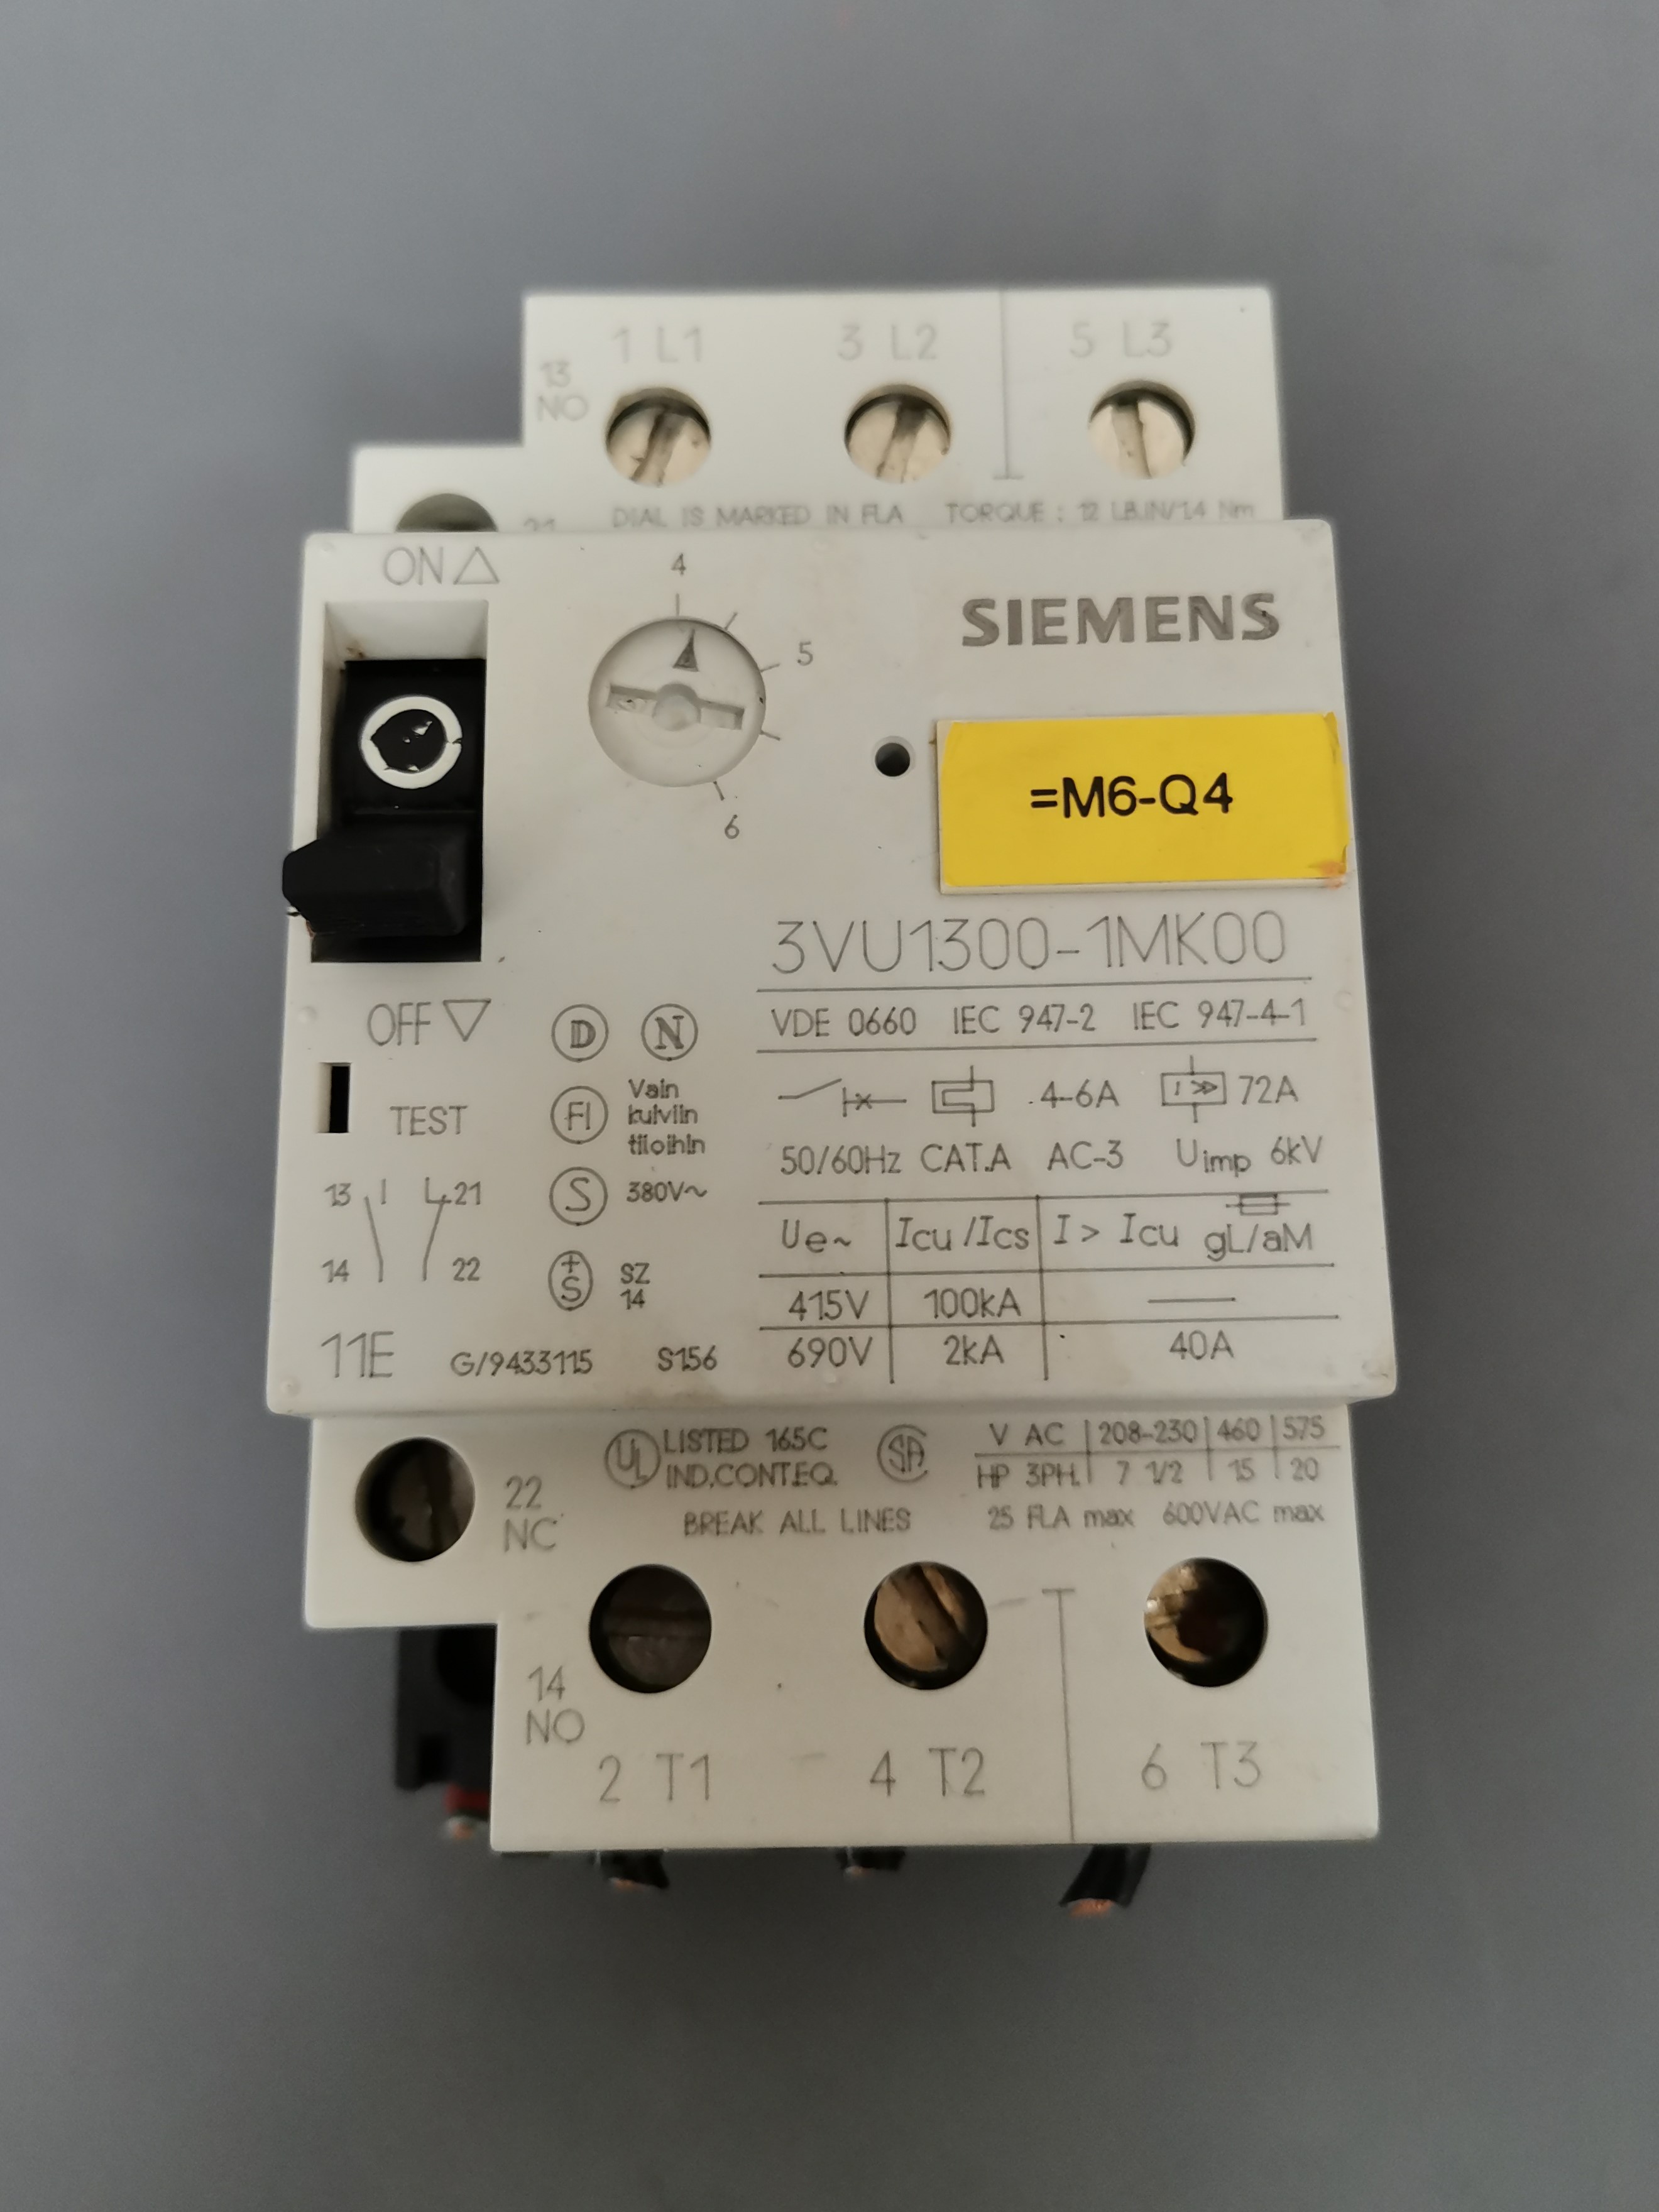 1 L1 3 L2 5 L3
13
NO
DIAL IS MARKED IN FLA TORQUE : 12 LB.IN/1.4 Nm
21
ON
4
5
6
SIEMENS
=M6-Q4
3VU1300-1MK00
OFF
D N
VDE 0660 IEC 947-2 IEC 947-4-1
TEST
FI
Vain
kuiviin
tiloihin
4-6A I >> 72A
50/60Hz CAT.A AC-3 Uimp 6kV
S 380V~
13 21
14 22
+
S
SZ
14
Ue~ Icu/Ics I> Icu gL/aM
415V 100kA
690V 2kA 40A
11E G/9433115 S156
UL LISTED 165C
IND.CONT.EQ.
SA
V AC 208-230 460 575
HP 3PH. 7 1/2 15 20
BREAK ALL LINES 25 FLA max 600VAC max
22
NC
14
NO
2 T1 4 T2 6 T3